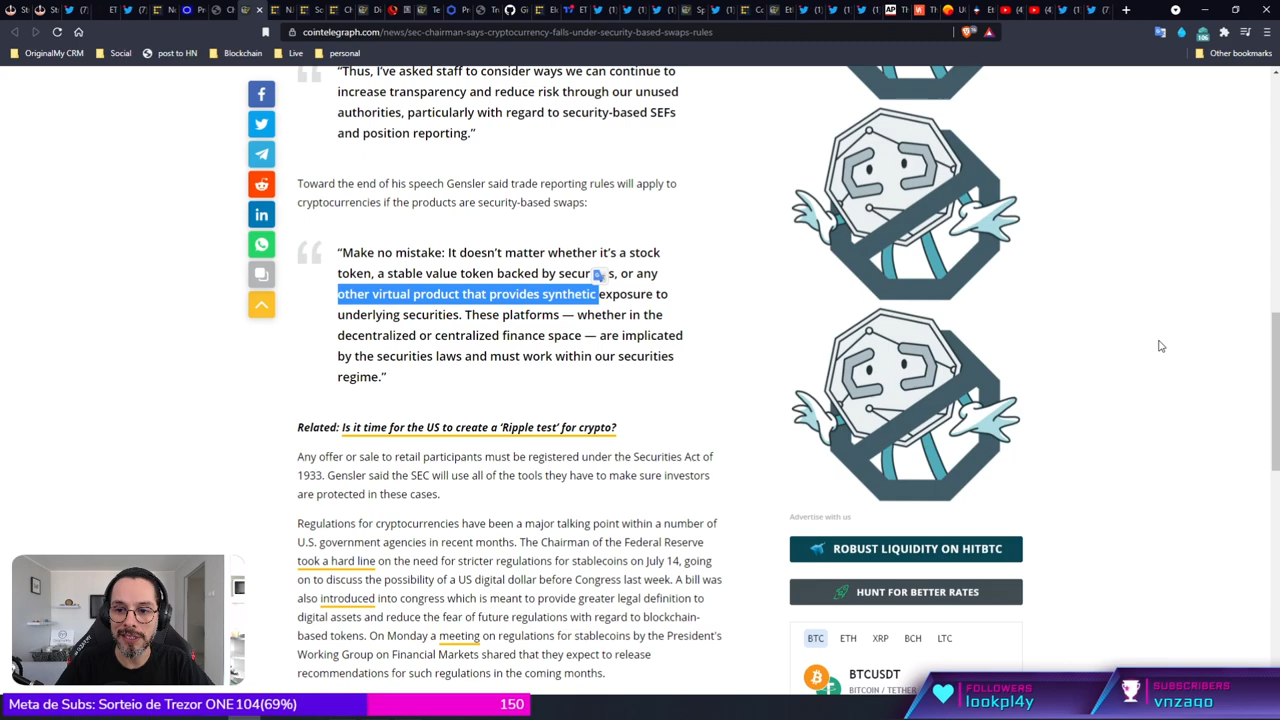 cointelegraph.com/news/sec-chairman-says-cryptocurrency-falls-under-security-based-swaps-rules
OriginalMy CRM
Social
post to HN
Blockchain
Live
personal
Other bookmarks
“Thus, I’ve asked staff to consider ways we can continue to
increase transparency and reduce risk through our unused
authorities, particularly with regard to security-based SEFs
and position reporting.”
Toward the end of his speech Gensler said trade reporting rules will apply to
cryptocurrencies if the products are security-based swaps:
“Make no mistake: It doesn’t matter whether it’s a stock
token, a stable value token backed by secur s, or any
other virtual product that provides synthetic exposure to
underlying securities. These platforms — whether in the
decentralized or centralized finance space — are implicated
by the securities laws and must work within our securities
regime.”
Related: Is it time for the US to create a ‘Ripple test’ for crypto?
Any offer or sale to retail participants must be registered under the Securities Act of
1933. Gensler said the SEC will use all of the tools they have to make sure investors
are protected in these cases.
Regulations for cryptocurrencies have been a major talking point within a number of
U.S. government agencies in recent months. The Chairman of the Federal Reserve
took a hard line on the need for stricter regulations for stablecoins on July 14, going
on to discuss the possibility of a US digital dollar before Congress last week. A bill was
also introduced into congress which is meant to provide greater legal definition to
digital assets and reduce the fear of future regulations with regard to blockchain-
based tokens. On Monday a meeting on regulations for stablecoins by the President’s
Working Group on Financial Markets shared that they expect to release
recommendations for such regulations in the coming months.
Advertise with us
ROBUST LIQUIDITY ON HITBTC
HUNT FOR BETTER RATES
BTC ETH XRP BCH LTC
BTCUSDT
BITCOIN / TETHER
Meta de Subs: Sorteio de Trezor ONE 104(69%)
150
FOLLOWERS
lookpl4y
SUBSCRIBERS
vnzago